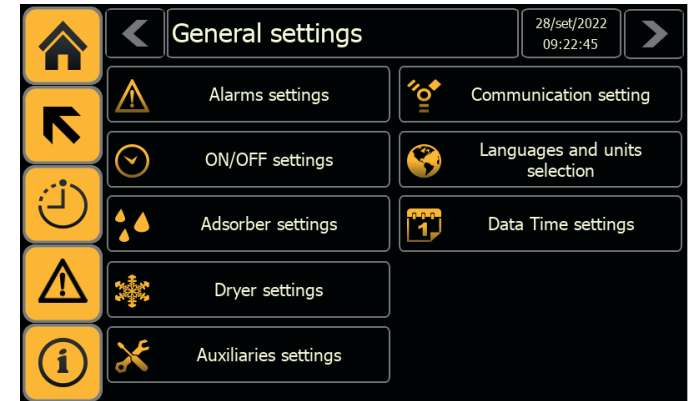 General settings
28/set/2022
09:22:45
Alarms settings
Communication setting
ON/OFF settings
Languages and units
selection
Adsorber settings
1
Data Time settings
Dryer settings
Auxiliaries settings
i